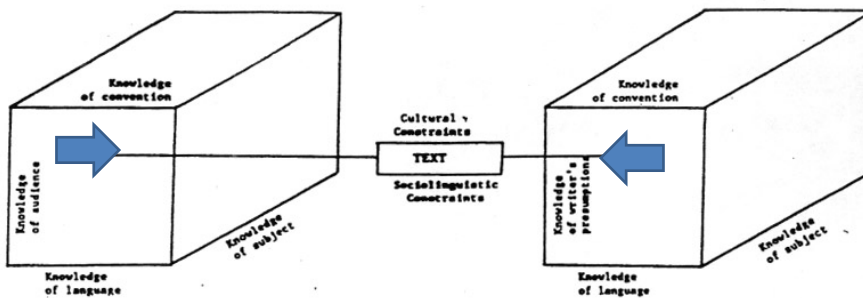 Knowledge
of convention
Knowledge
of audience
Knowledge
of subject
Knowledge
of language
Cultural
Constraints
TEXT
Sociolinguistic
Constraints
Knowledge
of convention
Knowledge
of writer's
presumptions
Knowledge
of subject
Knowledge
of language